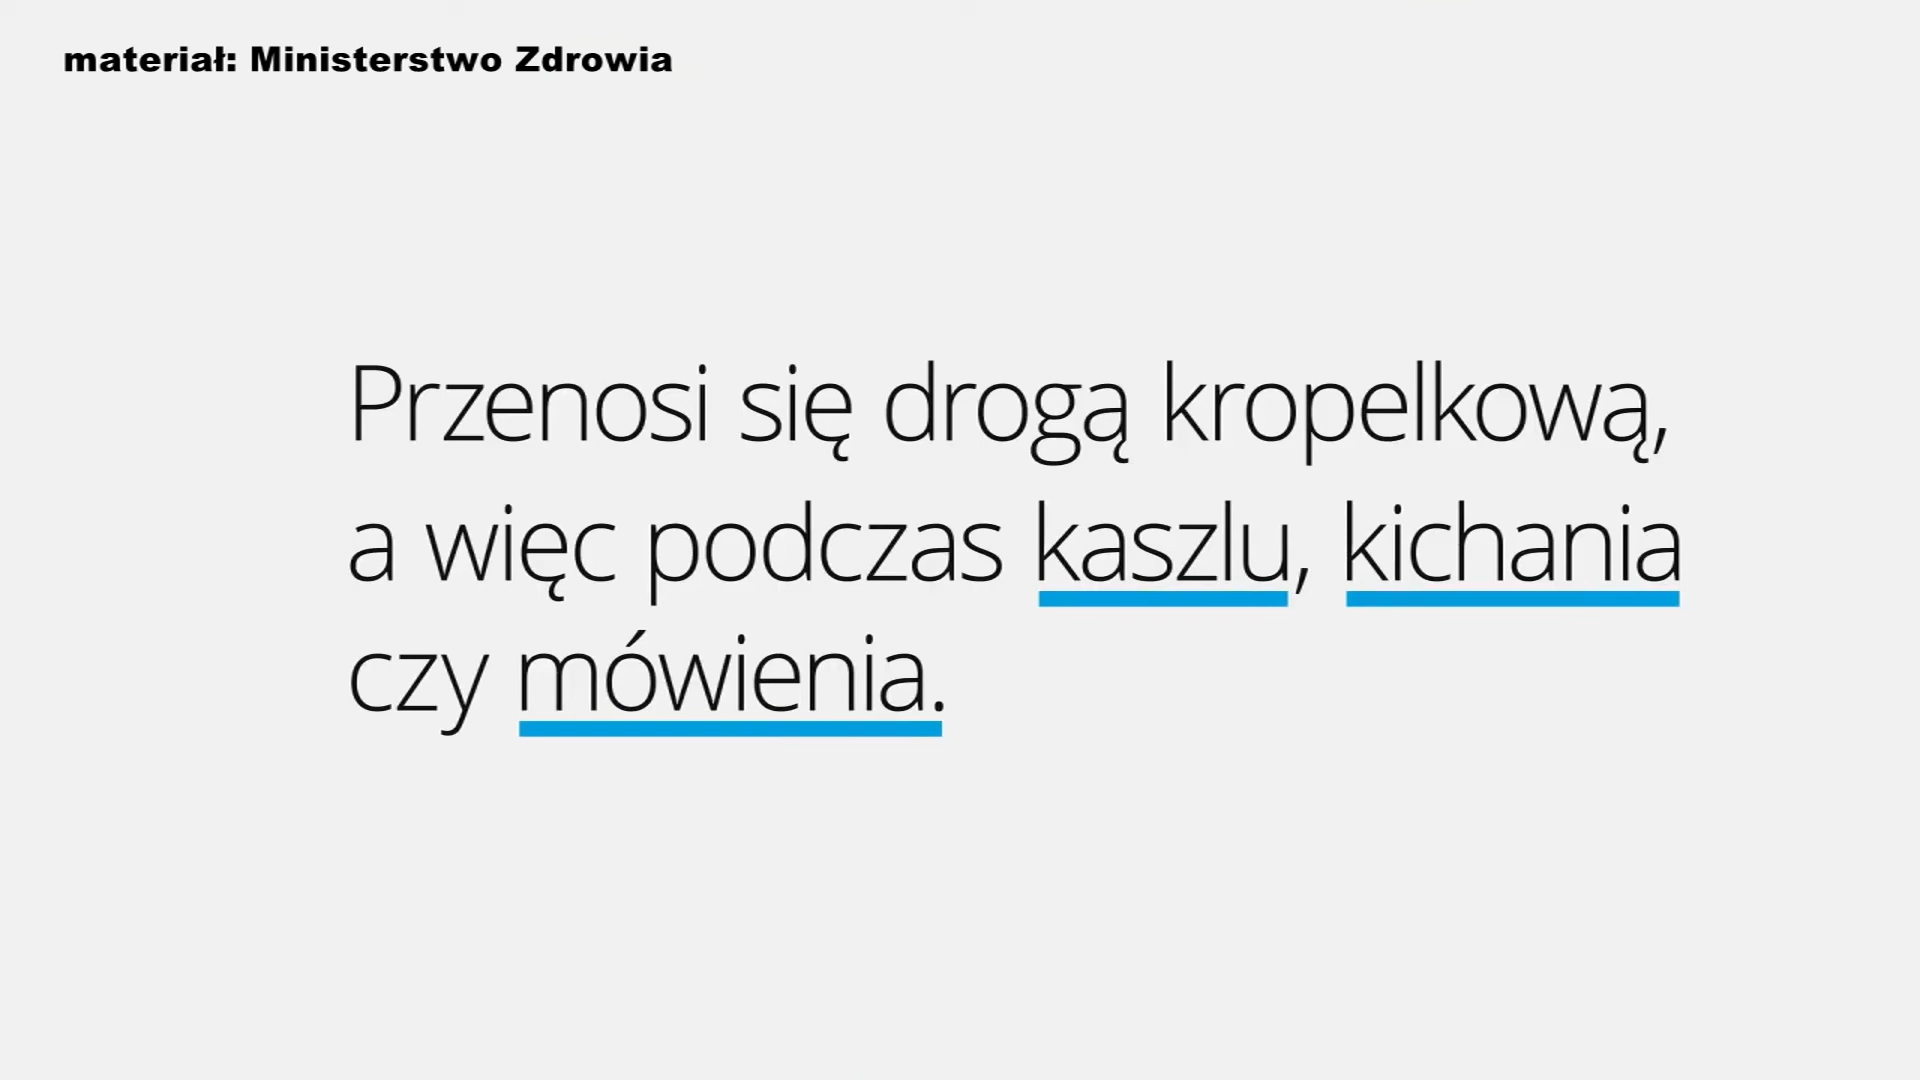 materiał: Ministerstwo Zdrowia
Przenosi się drogą kropelkową,
a więc podczas kaszlu, kichania
czy mówienia.